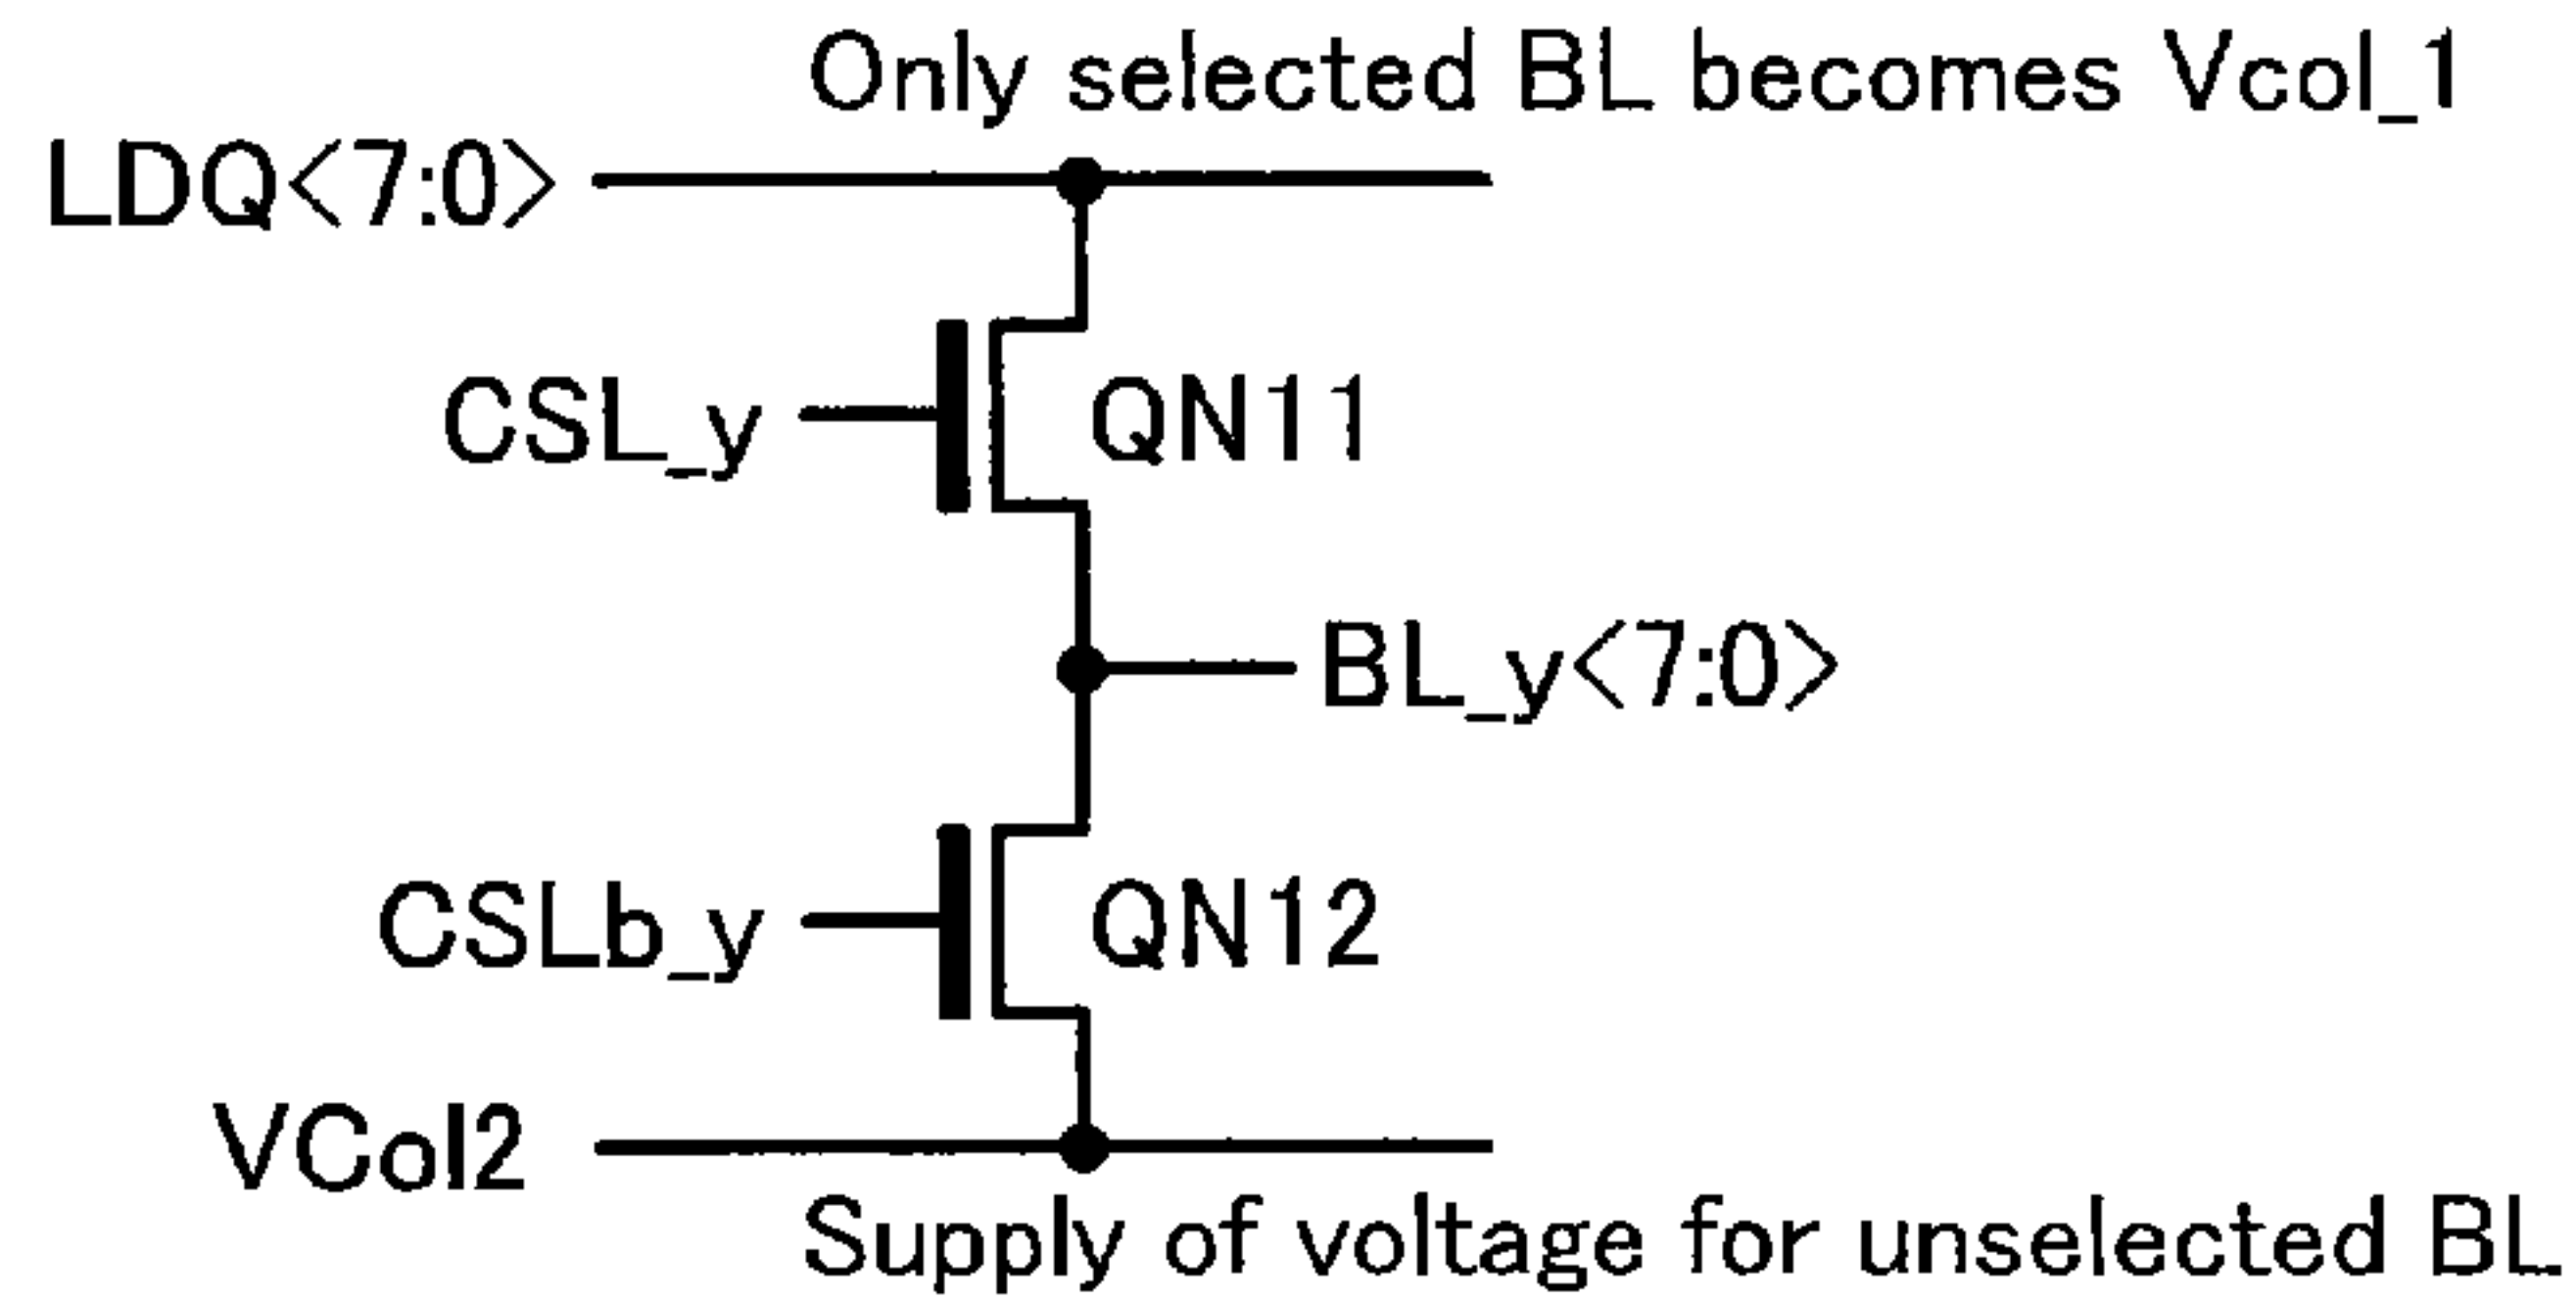 Only selected BL becomes Vcol_1
LDQ<7:0>
CSL_y
QN11
BL_y<7:0>
CSLb_y
QN12
VCol2
Supply of voltage for unselected BL